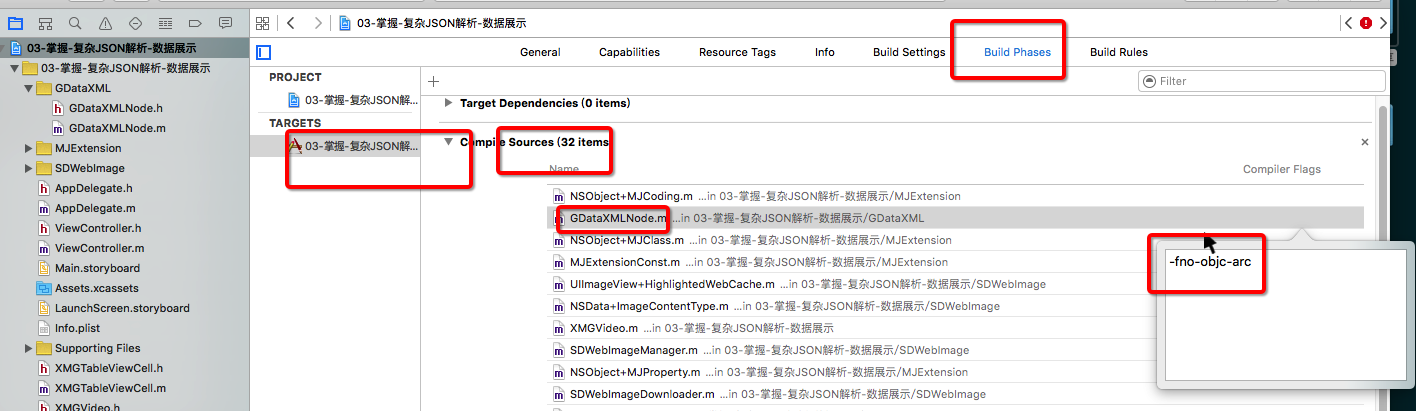 03-掌握-复杂JSON解析-数据展示
03-掌握-复杂JSON解析-数据展示
GDataXML
GDataXMLNode.h
GDataXMLNode.m
MJExtension
SDWebImage
AppDelegate.h
AppDelegate.m
ViewController.h
ViewController.m
Main.storyboard
Assets.xcassets
LaunchScreen.storyboard
Info.plist
Supporting Files
XMGTableViewCell.h
XMGTableViewCell.m
XMGVideo.h
03-掌握-复杂JSON解析-数据展示
General Capabilities Resource Tags Info Build Settings Build Phases Build Rules
PROJECT
03-掌握-复杂JSON解...
TARGETS
03-掌握-复杂JSON解...
Filter
Target Dependencies (0 items)
Compile Sources (32 items
Name Compiler Flags
NSObject+MJCoding.m ...in 03-掌握-复杂JSON解析-数据展示/MJExtension
GDataXMLNode.m ...in 03-掌握-复杂JSON解析-数据展示/GDataXML
NSObject+MJClass.m ...in 03-掌握-复杂JSON解析-数据展示/MJExtension
MJExtensionConst.m ...in 03-掌握-复杂JSON解析-数据展示/MJExtension
UIImageView+HighlightedWebCache.m ...in 03-掌握-复杂JSON解析-数据展示/SDWebImage
NSData+ImageContentType.m ...in 03-掌握-复杂JSON解析-数据展示/SDWebImage
XMGVideo.m ...in 03-掌握-复杂JSON解析-数据展示
SDWebImageManager.m ...in 03-掌握-复杂JSON解析-数据展示/SDWebImage
NSObject+MJProperty.m ...in 03-掌握-复杂JSON解析-数据展示/MJExtension
SDWebImageDownloader.m ...in 03-掌握-复杂JSON解析-数据展示/SDWebImage
-fno-objc-arc